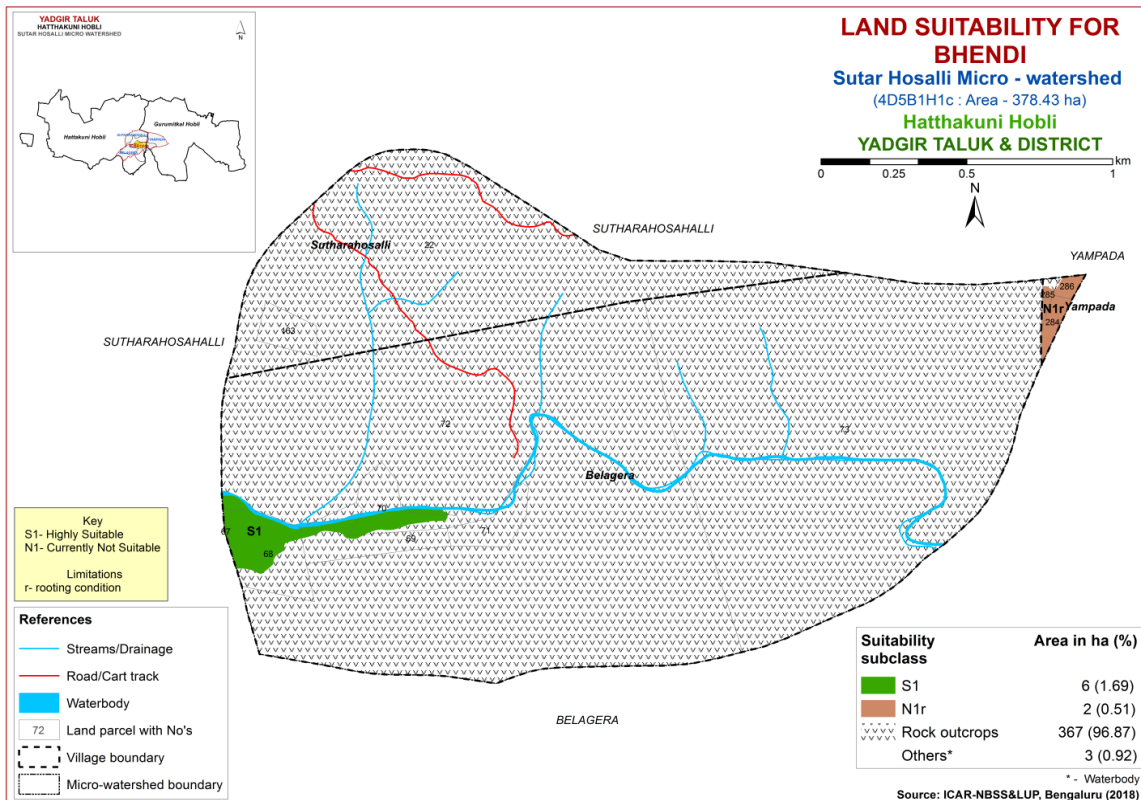 YADGIR TALUK
HATTHAKUNI HOBLI
SUTAR HOSALLI MICRO WATERSHED
N
Hattakuni Hobli
Gurumitkal Hobli
LAND SUITABILITY FOR
BHENDI
Sutar Hosalli Micro - watershed
(4D5B1H1c : Area - 378.43 ha)
Hatthakuni Hobli
YADGIR TALUK & DISTRICT
km
0 0.25 0.5 1
N
SUTHARAHOSAHALLI
Sutharahosalli
22
YAMPADA
286
285
N1r
Yampada
284
163
SUTHARAHOSAHALLI
72
73
Belagera
70
67
S1
71
69
68
BELAGERA
Key
S1- Highly Suitable
N1- Currently Not Suitable
Limitations
r- rooting condition
References
Streams/Drainage
Road/Cart track
Waterbody
72 Land parcel with No's
Village boundary
Micro-watershed boundary
Suitability subclass Area in ha (%)
S1 6 (1.69)
N1r 2 (0.51)
Rock outcrops 367 (96.87)
Others* 3 (0.92)
* - Waterbody
Source: ICAR-NBSS&LUP, Bengaluru (2018)